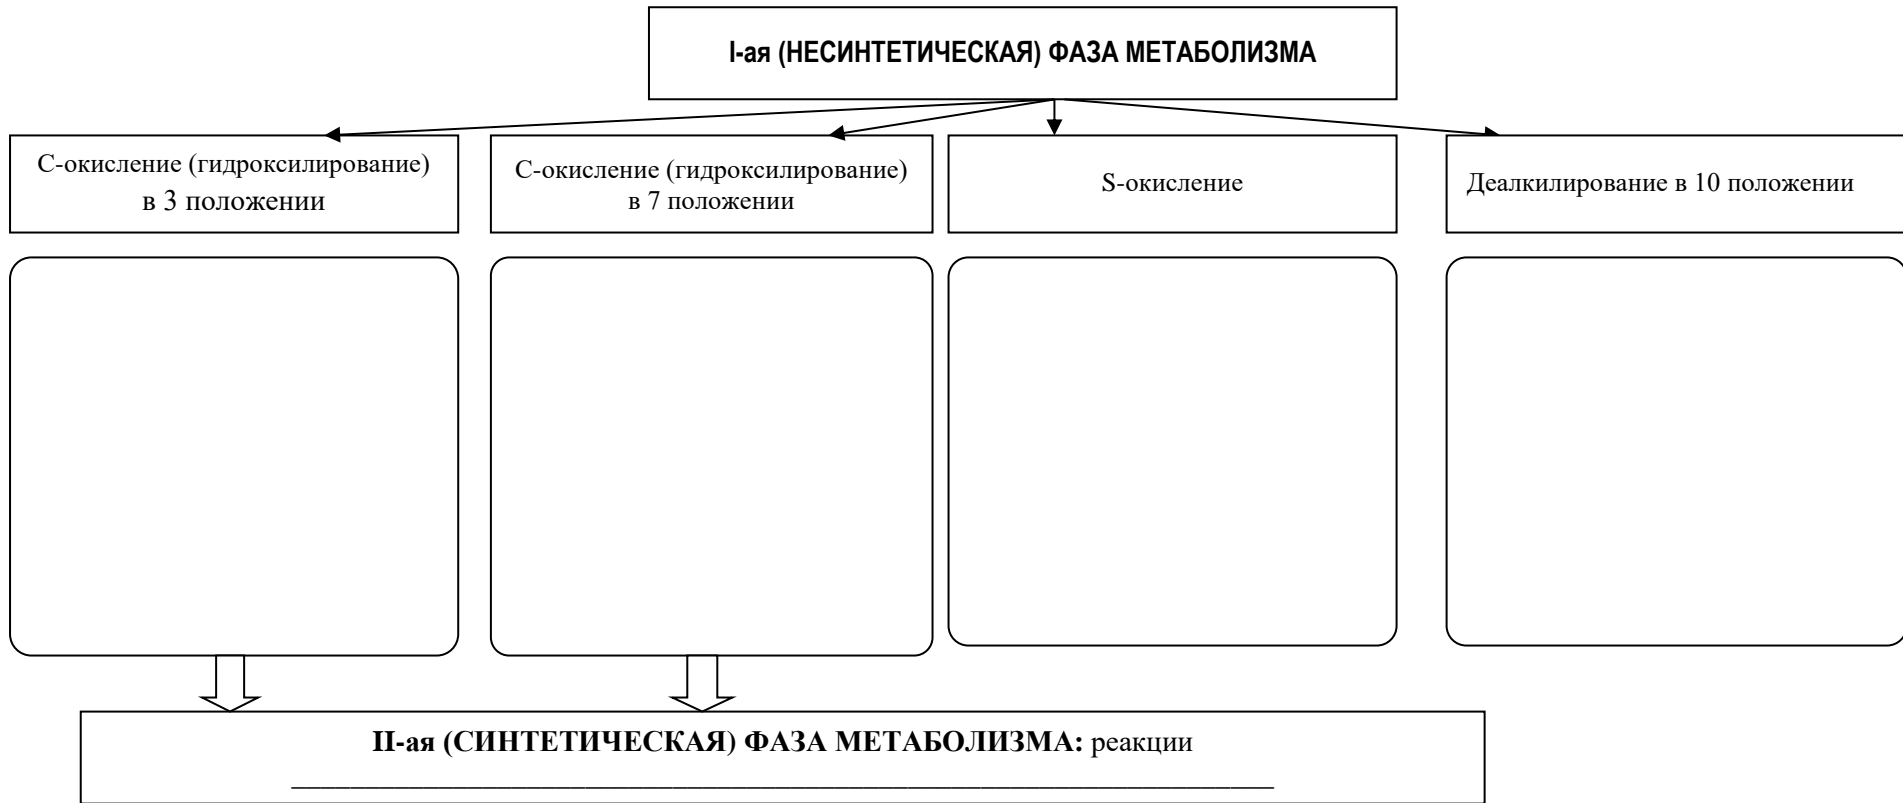 I-ая (НЕСИНТЕТИЧЕСКАЯ) ФАЗА МЕТАБОЛИЗМА
С-окисление (гидроксилирование)
в 3 положении
С-окисление (гидроксилирование)
в 7 положении
S-окисление
Деалкилирование в 10 положении
II-ая (СИНТЕТИЧЕСКАЯ) ФАЗА МЕТАБОЛИЗМА: реакции